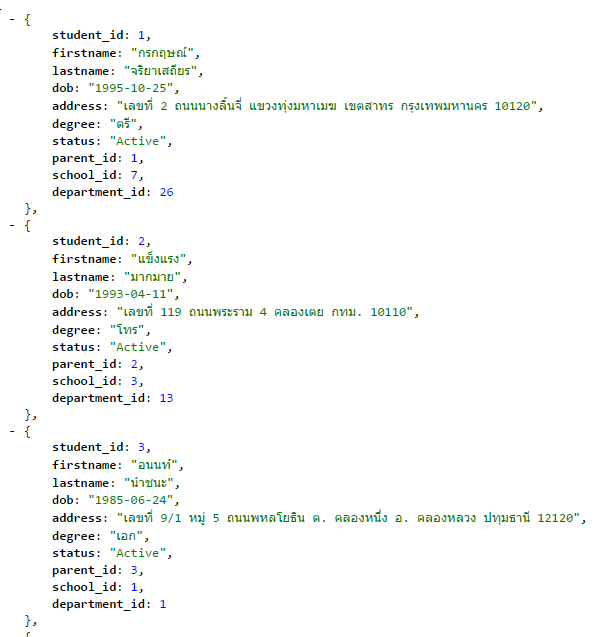 - {
student_id: 1,
firstname: "กรกฤษณ์",
lastname: "จริยาเสถียร",
dob: "1995-10-25",
address: "เลขที่ 2 ถนนนางลิ้นจี่ แขวงทุ่งมหาเมฆ เขตสาทร กรุงเทพมหานคร 10120",
degree: "ตรี",
status: "Active",
parent_id: 1,
school_id: 7,
department_id: 26
},
- {
student_id: 2,
firstname: "แข็งแรง",
lastname: "มากมาย",
dob: "1993-04-11",
address: "เลขที่ 119 ถนนพระราม 4 คลองเตย กทม. 10110",
degree: "โทร",
status: "Active",
parent_id: 2,
school_id: 3,
department_id: 13
},
- {
student_id: 3,
firstname: "อนนท์",
lastname: "น่าชนะ",
dob: "1985-06-24",
address: "เลขที่ 9/1 หมู่ 5 ถนนพหลโยธิน ต. คลองหนึ่ง อ. คลองหลวง ปทุมธานี 12120",
degree: "เอก",
status: "Active",
parent_id: 3,
school_id: 1,
department_id: 1
},